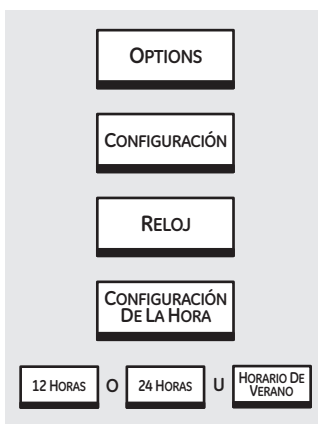 OPTIONS
CONFIGURACIÓN
RELOJ
CONFIGURACIÓN
DE LA HORA
12 HORAS O 24 HORAS U HORARIO DE
VERANO